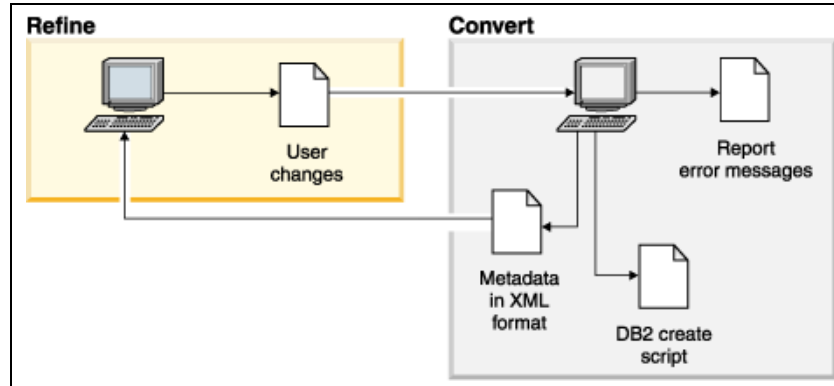 Refine
Convert
User
changes
Report
error messages
Metadata
in XML
format
DB2 create
script